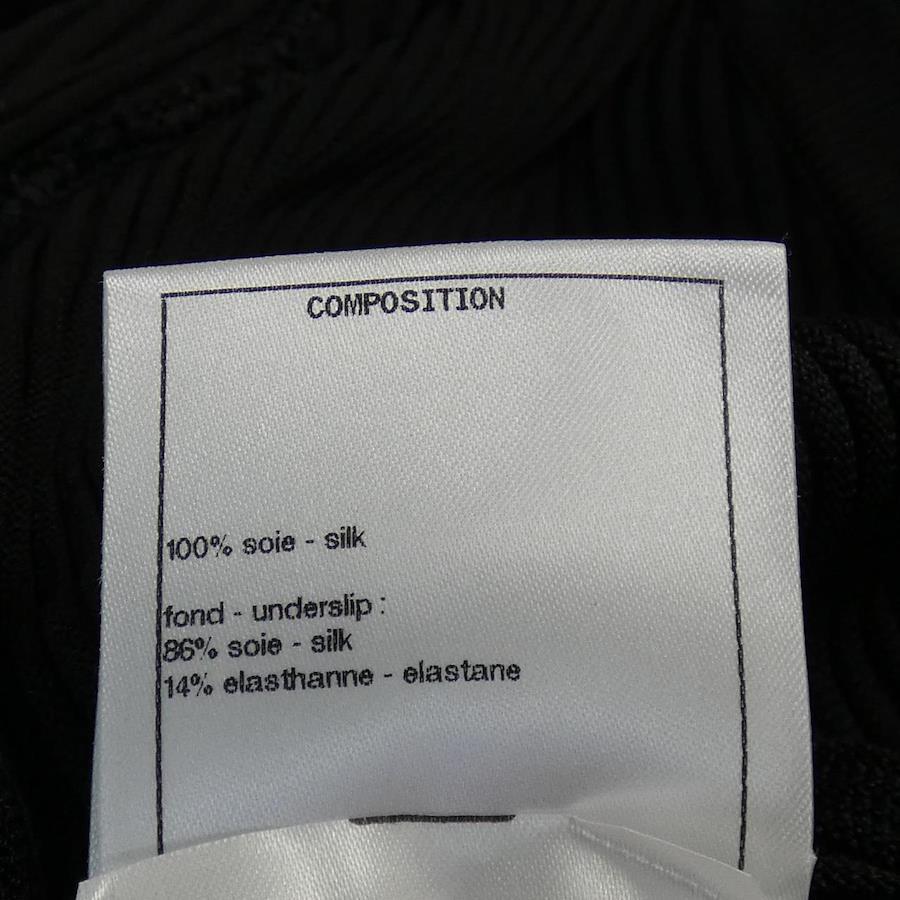 COMPOSITION
100% soie - silk
fond - underslip :
86% soie - silk
14% elasthanne - elastane